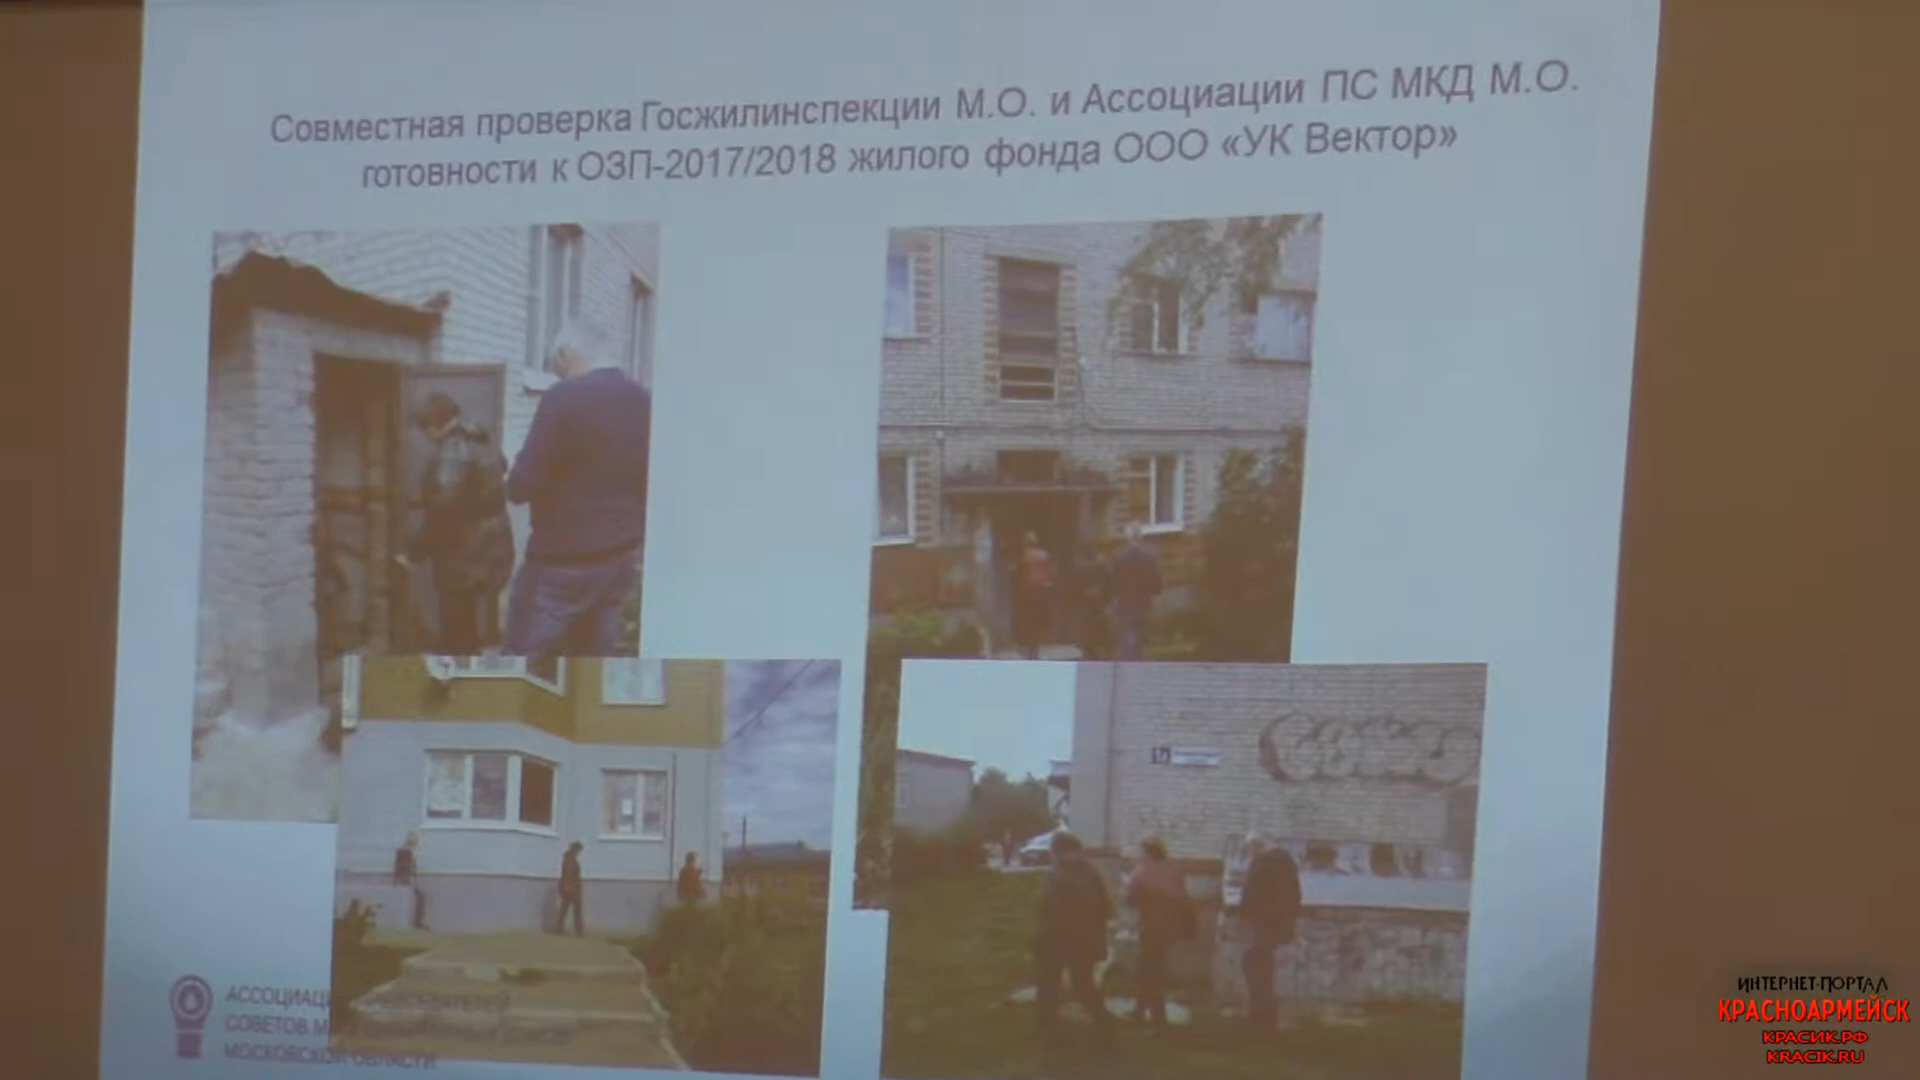 Совместная проверка Госжилинспекции М.О. и Ассоциации ПС МКД М.О.
готовности к ОЗП-2017/2018 жилого фонда ООО «УК Вектор»
СОВЕТОВ
МОСКОВСКОЙ ОБЛАСТИ
ИНТЕРНЕТ-ПОРТАЛ
КРАСНОАРМЕЙСК
КРАСИК.РФ
KRACIK.RU